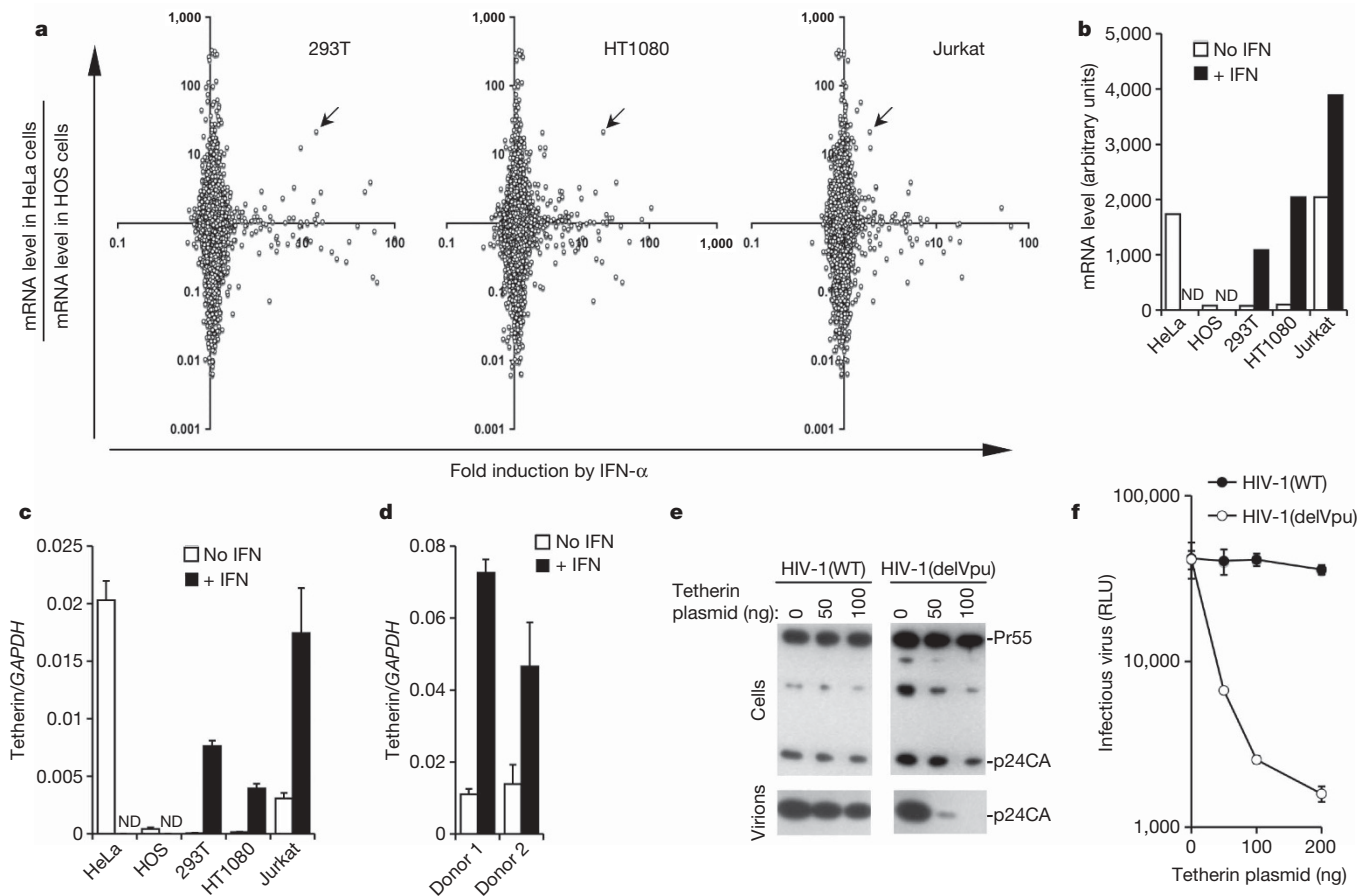 a
mRNA level in HeLa cells
mRNA level in HOS cells
293T
1,000
100
10
0.1
0.01
0.001
0.1
10
100
HT1080
1,000
100
10
0.1
0.01
0.001
0.1
10
100
1,000
Jurkat
1,000
100
10
0.1
0.01
0.001
0.1
10
100
Fold induction by IFN-α
b
No IFN
+ IFN
mRNA level (arbitrary units)
5,000
4,000
3,000
2,000
1,000
0
ND ND
HeLa
HOS
293T
HT1080
Jurkat
c
No IFN
+ IFN
Tetherin/GAPDH
0.025
0.02
0.015
0.01
0.005
0
ND ND
HeLa
HOS
293T
HT1080
Jurkat
d
No IFN
+ IFN
Tetherin/GAPDH
0.08
0.06
0.04
0.02
0
Donor 1
Donor 2
e
HIV-1(WT) HIV-1(delVpu)
Tetherin
plasmid (ng):
0 50 100 0 50 100
Cells
-Pr55
-p24CA
Virions
-p24CA
f
HIV-1(WT)
HIV-1(delVpu)
Infectious virus (RLU)
100,000
10,000
1,000
0 100 200
Tetherin plasmid (ng)